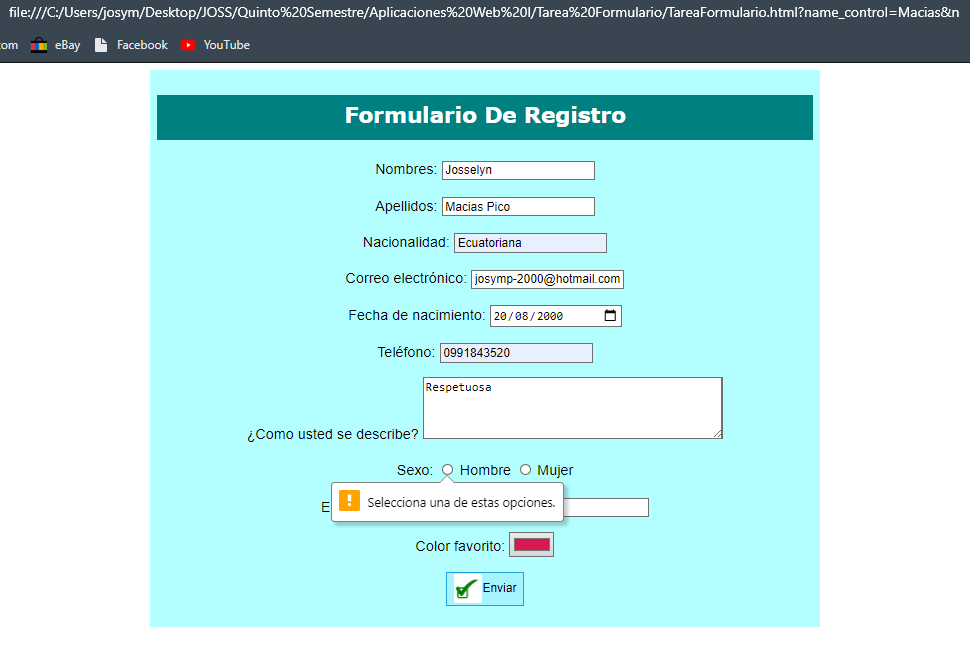 file:///C:/Users/josym/Desktop/JOSS/Quinto%20Semestre/Aplicaciones%20Web%20I/Tarea%20Formulario/TareaFormulario.html?name_control=Macias&n
om eBay Facebook YouTube
Formulario De Registro
Nombres: Josselyn
Apellidos: Macias Pico
Nacionalidad: Ecuatoriana
Correo electrónico: josymp-2000@hotmail.com
Fecha de nacimiento: 20/08/2000
Teléfono: 0991843520
Respetuosa
¿Como usted se describe?
Sexo: Hombre Mujer
E
Selecciona una de estas opciones.
Color favorito:
Enviar